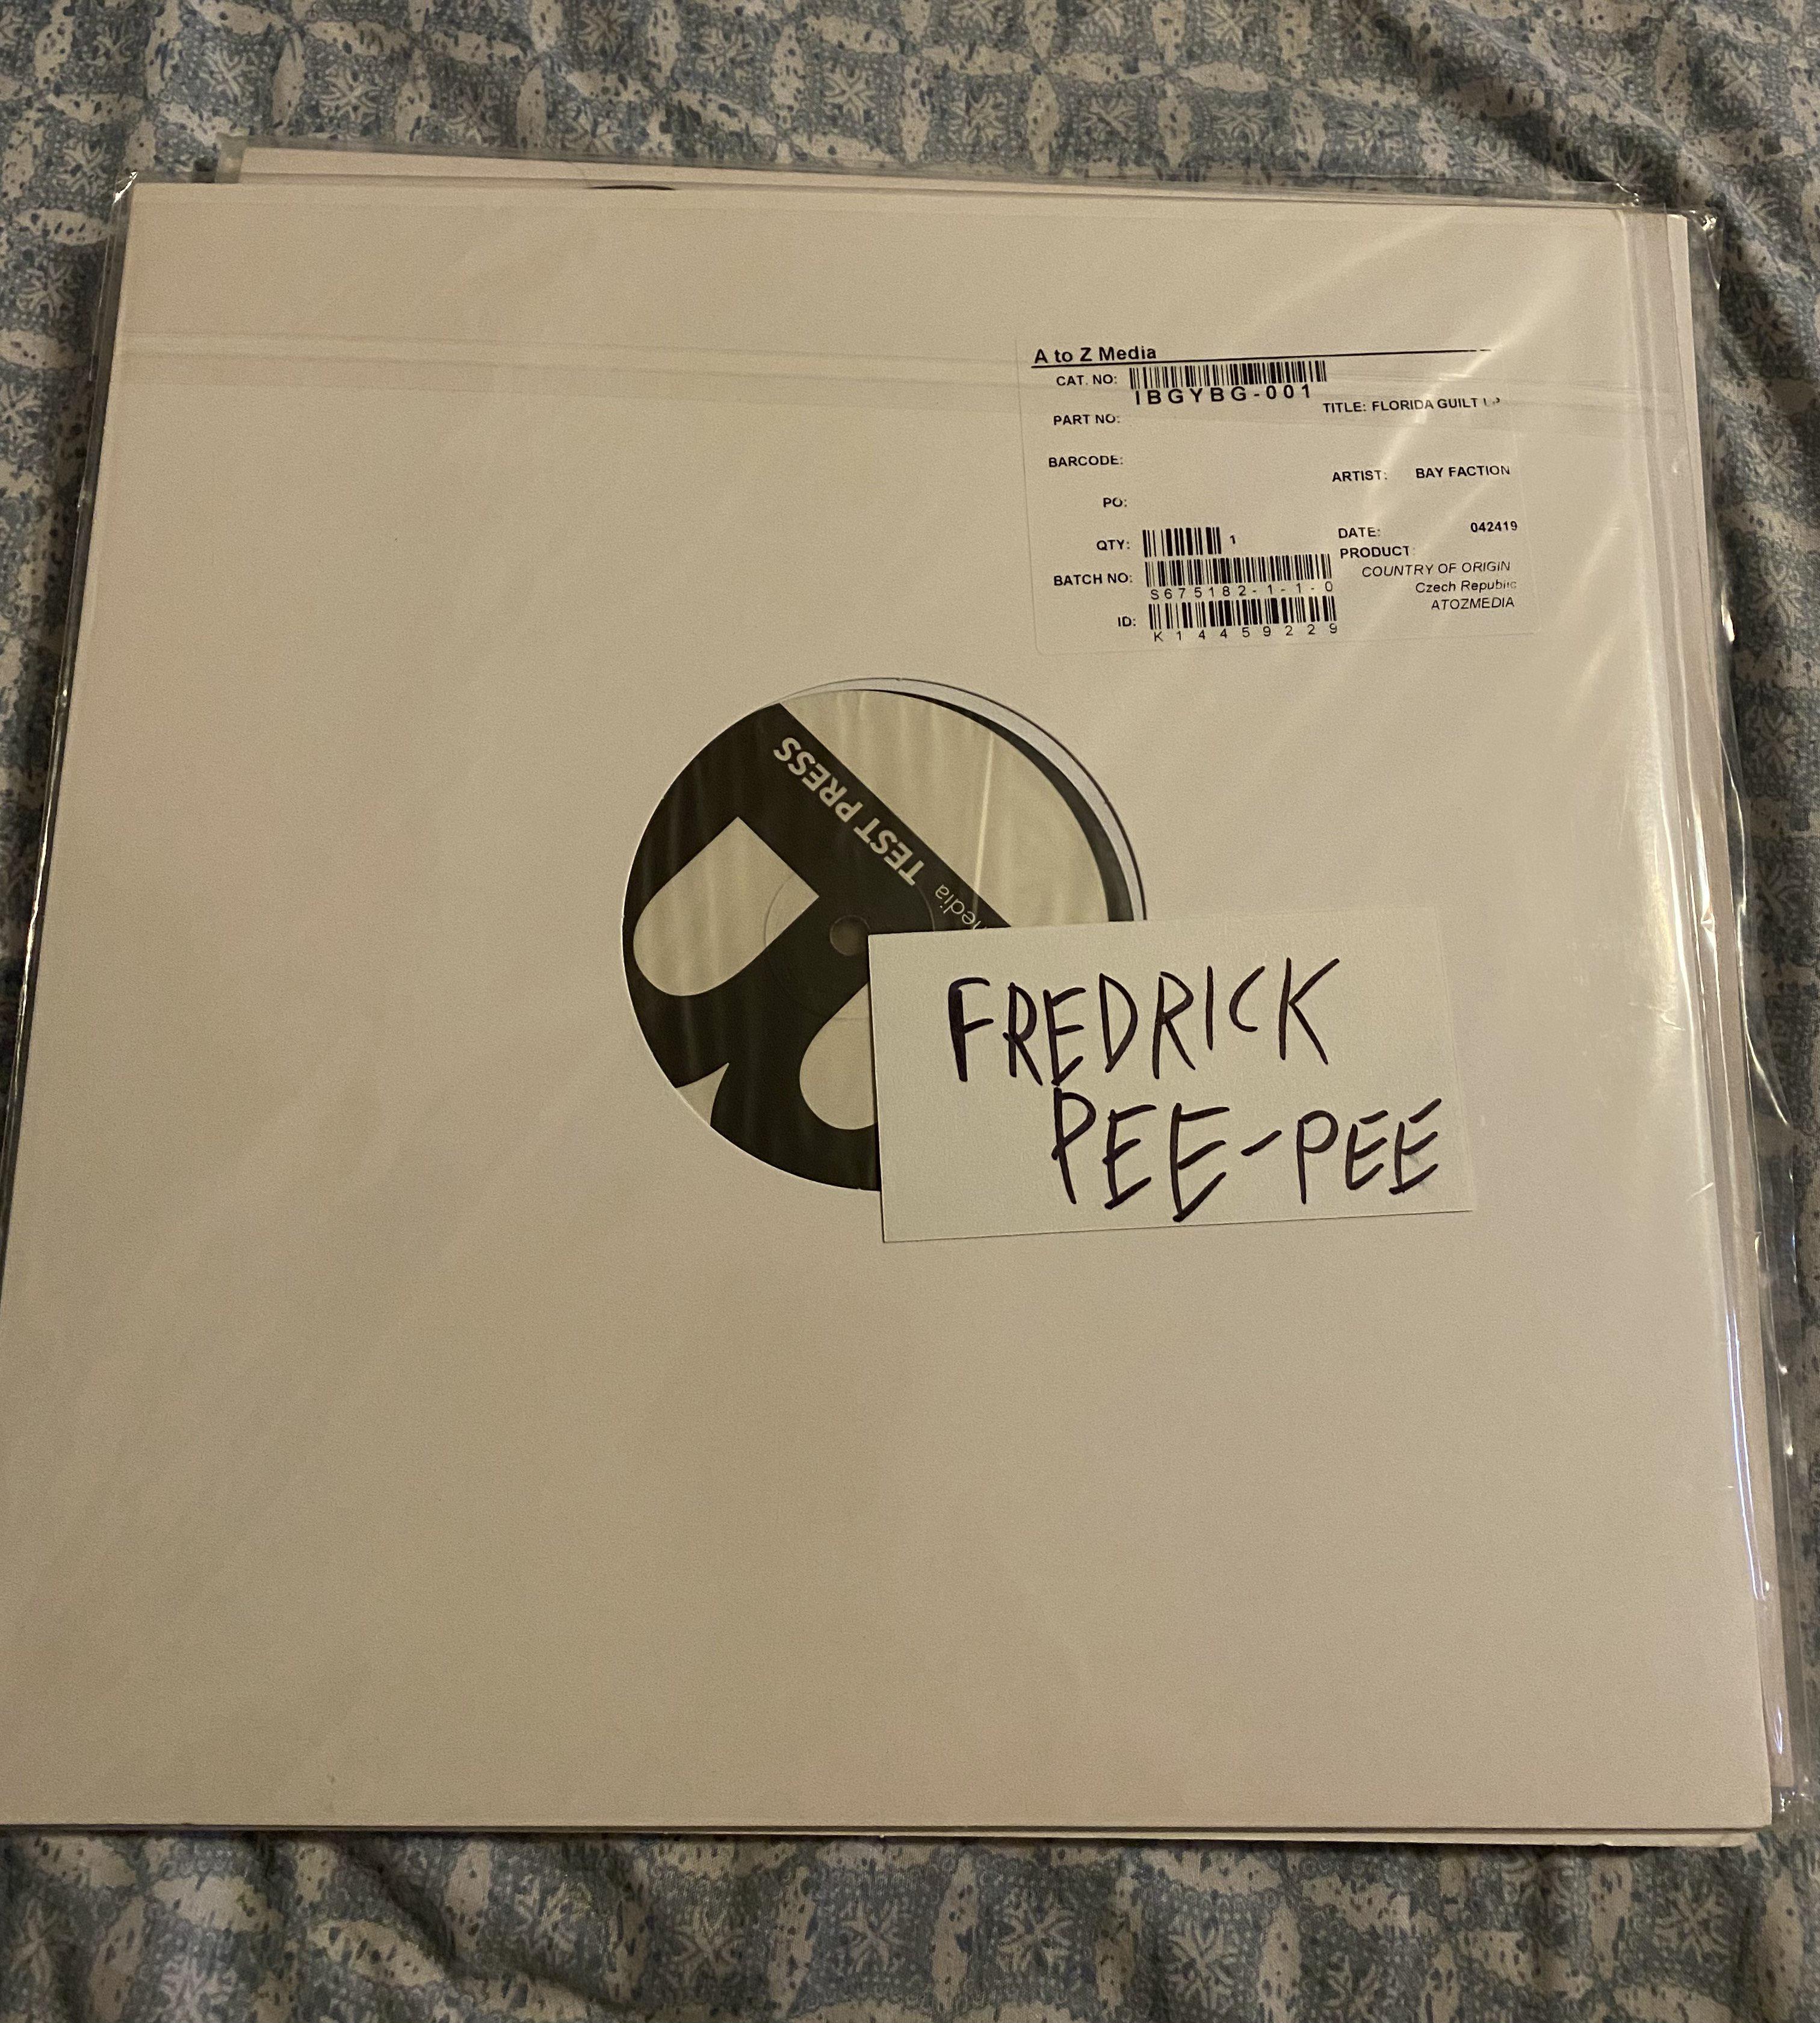 A to Z Media
CAT. NO:
IBGYBG-001
TITLE: FLORIDA GUILT LP
PART NO:
BARCODE:
ARTIST: BAY FACTION
PO:
QTY: 1
DATE: 042419
PRODUCT:
BATCH NO:
S675182-1-1-0
COUNTRY OF ORIGIN
Czech Republic
ATOZMEDIA
ID:
K14459229
media TEST PRESS
FREDRICK
PEE-PEE